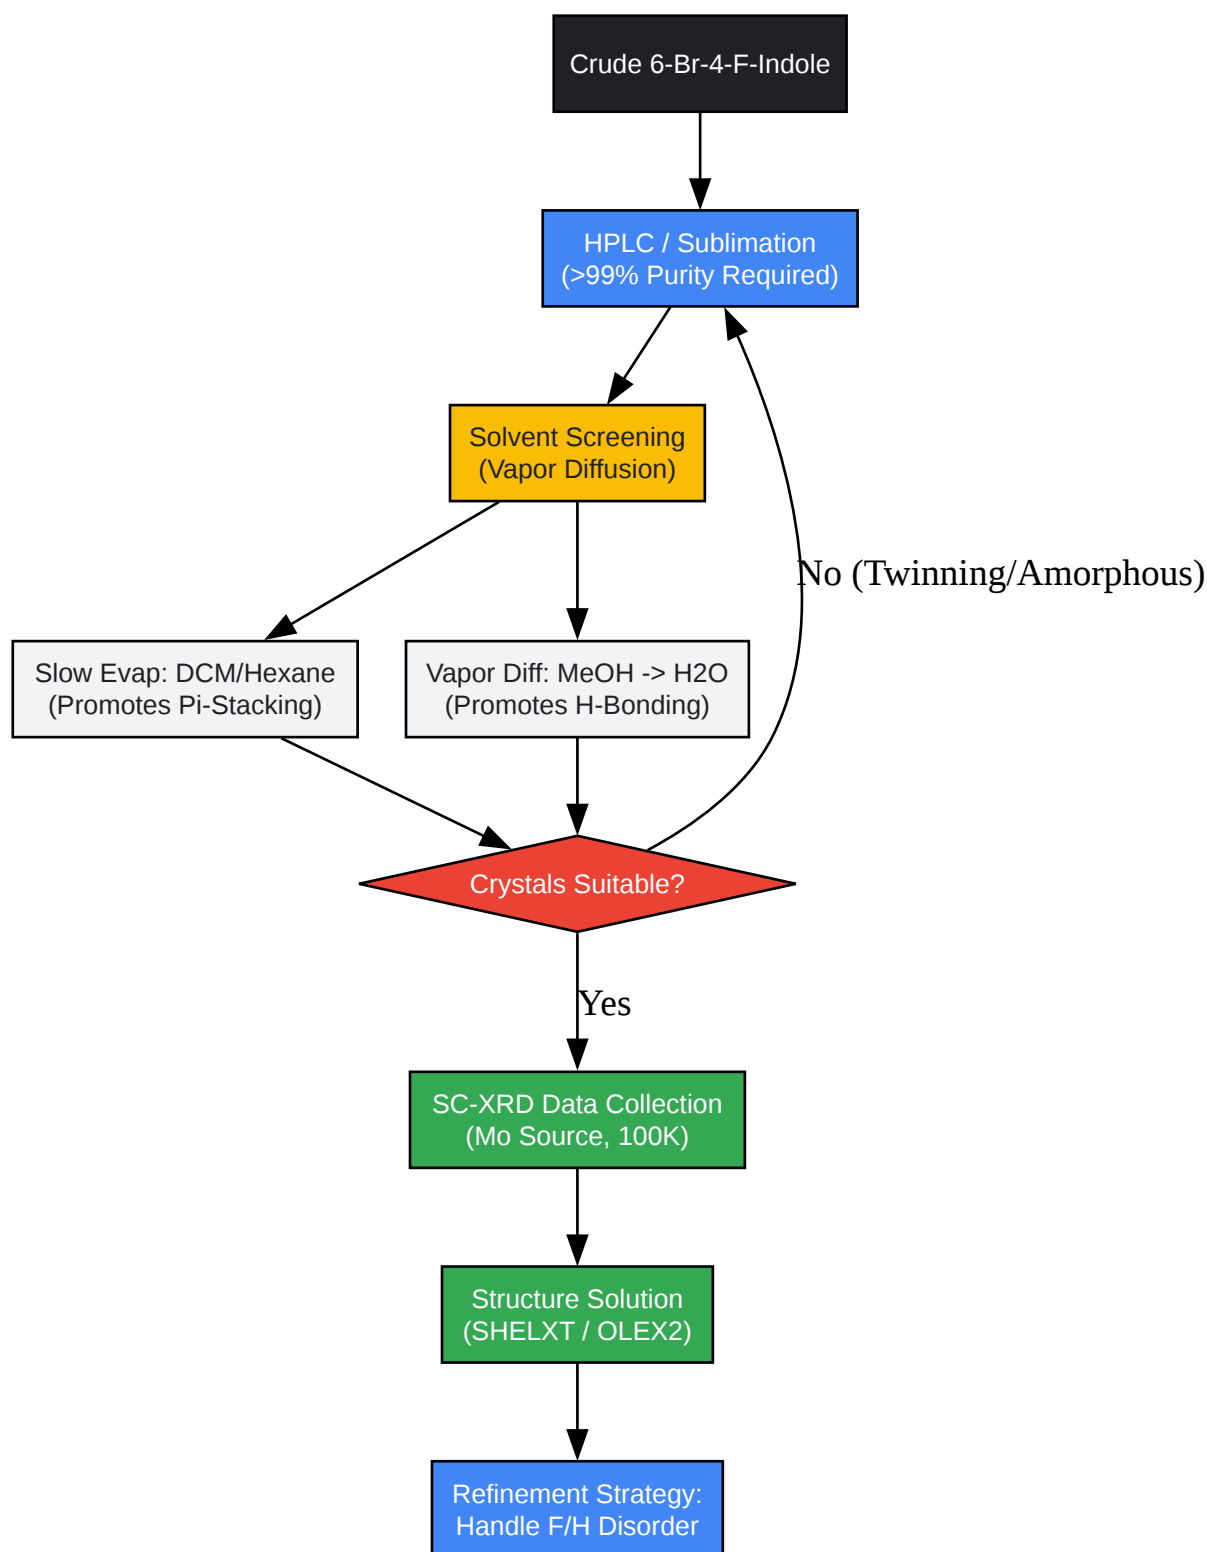 Crude 6-Br-4-F-Indole
HPLC / Sublimation
(>99% Purity Required)
Solvent Screening
(Vapor Diffusion)
No (Twinning/Amorphous)
Slow Evap: DCM/Hexane
(Promotes Pi-Stacking)
Vapor Diff: MeOH -> H2O
(Promotes H-Bonding)
Crystals Suitable?
Yes
SC-XRD Data Collection
(Mo Source, 100K)
Structure Solution
(SHELXT / OLEX2)
Refinement Strategy:
Handle F/H Disorder